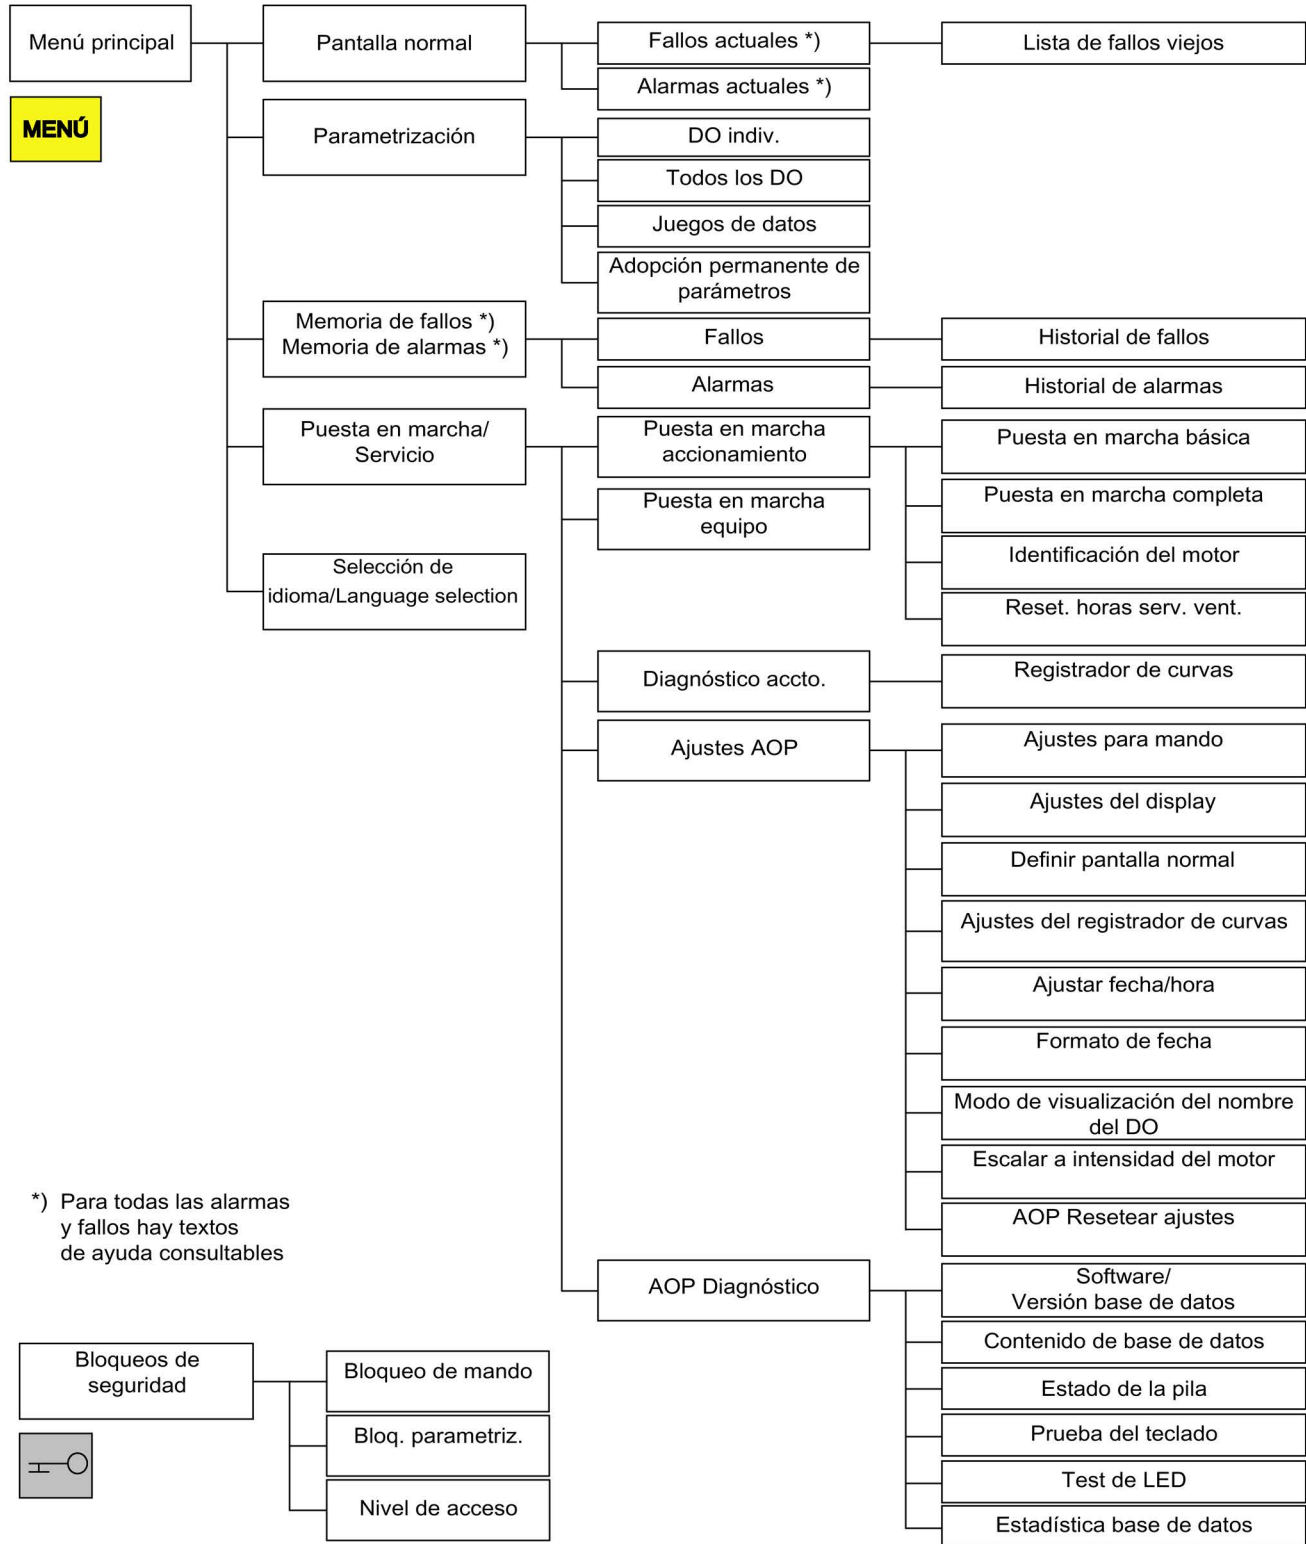 Menú principal
MENÚ
Pantalla normal
Fallos actuales *)
Lista de fallos viejos
Alarmas actuales *)
Parametrización
DO indiv.
Todos los DO
Juegos de datos
Adopción permanente de
parámetros
Memoria de fallos *)
Memoria de alarmas *)
Fallos
Historial de fallos
Alarmas
Historial de alarmas
Puesta en marcha/
Servicio
Puesta en marcha
accionamiento
Puesta en marcha básica
Puesta en marcha completa
Identificación del motor
Reset. horas serv. vent.
Puesta en marcha
equipo
Selección de
idioma/Language selection
Diagnóstico accto.
Registrador de curvas
Ajustes AOP
Ajustes para mando
Ajustes del display
Definir pantalla normal
Ajustes del registrador de curvas
Ajustar fecha/hora
Formato de fecha
Modo de visualización del nombre
del DO
Escalar a intensidad del motor
AOP Resetear ajustes
AOP Diagnóstico
Software/
Versión base de datos
Contenido de base de datos
Estado de la pila
Prueba del teclado
Test de LED
Estadística base de datos
*) Para todas las alarmas
y fallos hay textos
de ayuda consultables
Bloqueos de
seguridad
Bloqueo de mando
Bloq. parametriz.
Nivel de acceso